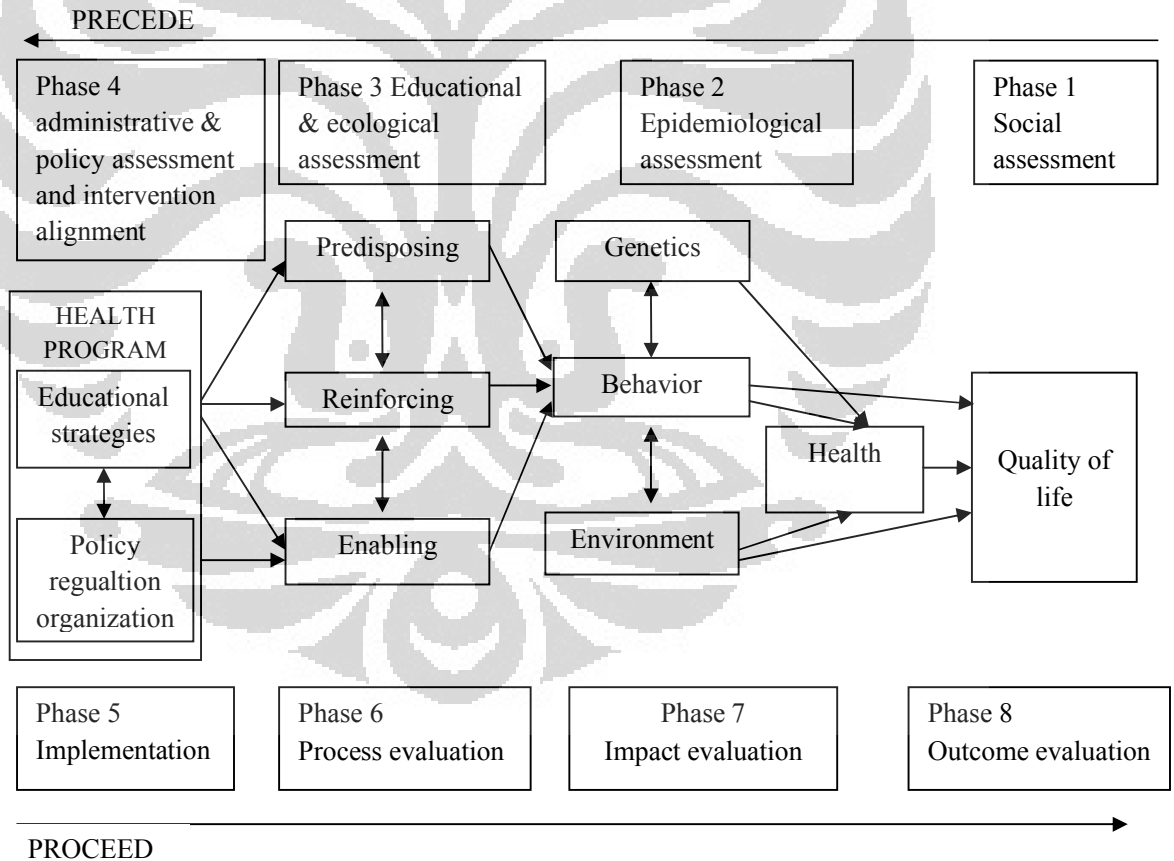 PRECEDE
Phase 4
administrative &
policy assessment
and intervention
alignment
Phase 3 Educational
& ecological
assessment
Phase 2
Epidemiological
assessment
Phase 1
Social
assessment
HEALTH
PROGRAM
Educational
strategies
Policy
regualtion
organization
Predisposing
Reinforcing
Enabling
Genetics
Behavior
Environment
Health
Quality of
life
Phase 5
Implementation
Phase 6
Process evaluation
Phase 7
Impact evaluation
Phase 8
Outcome evaluation
PROCEED